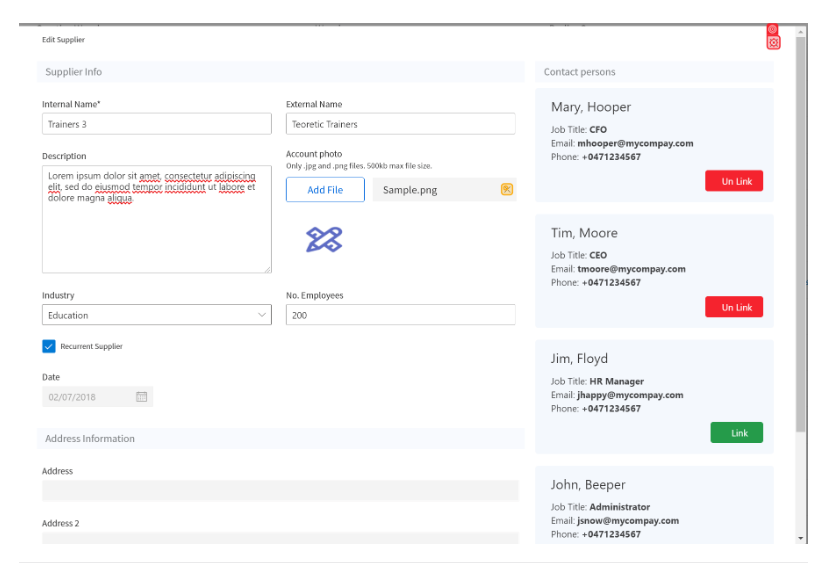 Edit Supplier
Supplier Info
Internal Name*
External Name
Trainers 3
Teoretic Trainers
Description
Lorem ipsum dolor sit amet, consectetur adipiscing
elit, sed do eiusmod tempor incididunt ut labore et
dolore magna aliqua.
Account photo
Only .jpg and .png files. 500kb max file size.
Add File
Sample.png
Industry
No. Employees
Education
200
Recurrent Supplier
Date
02/07/2018
Address Information
Address
Address 2
Contact persons
Mary, Hooper
Job Title: CFO
Email: mhooper@mycompay.com
Phone: +0471234567
Un Link
Tim, Moore
Job Title: CEO
Email: tmoore@mycompay.com
Phone: +0471234567
Un Link
Jim, Floyd
Job Title: HR Manager
Email: jhappy@mycompay.com
Phone: +0471234567
Link
John, Beeper
Job Title: Administrator
Email: jsnow@mycompay.com
Phone: +0471234567